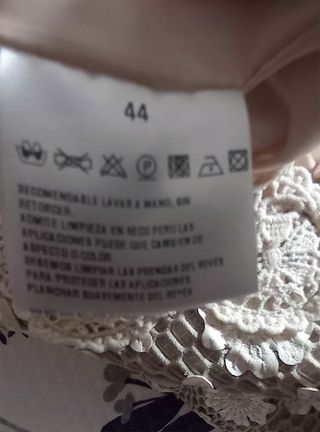 44
P
RECOMENDABLE LAVAR A MANO, SIN
RETORCER.
ADMITE LIMPIEZA EN SECO PERO LAS
APLICACIONES PUEDE QUE CAMBIEN DE
ASPECTO O COLOR.
DEBEMOS LIMPIAR LAS PRENDAS DEL REVES
PARA PROTEGER LAS APLICACIONES.
PLANCHAR SUAVEMENTE DEL REVES